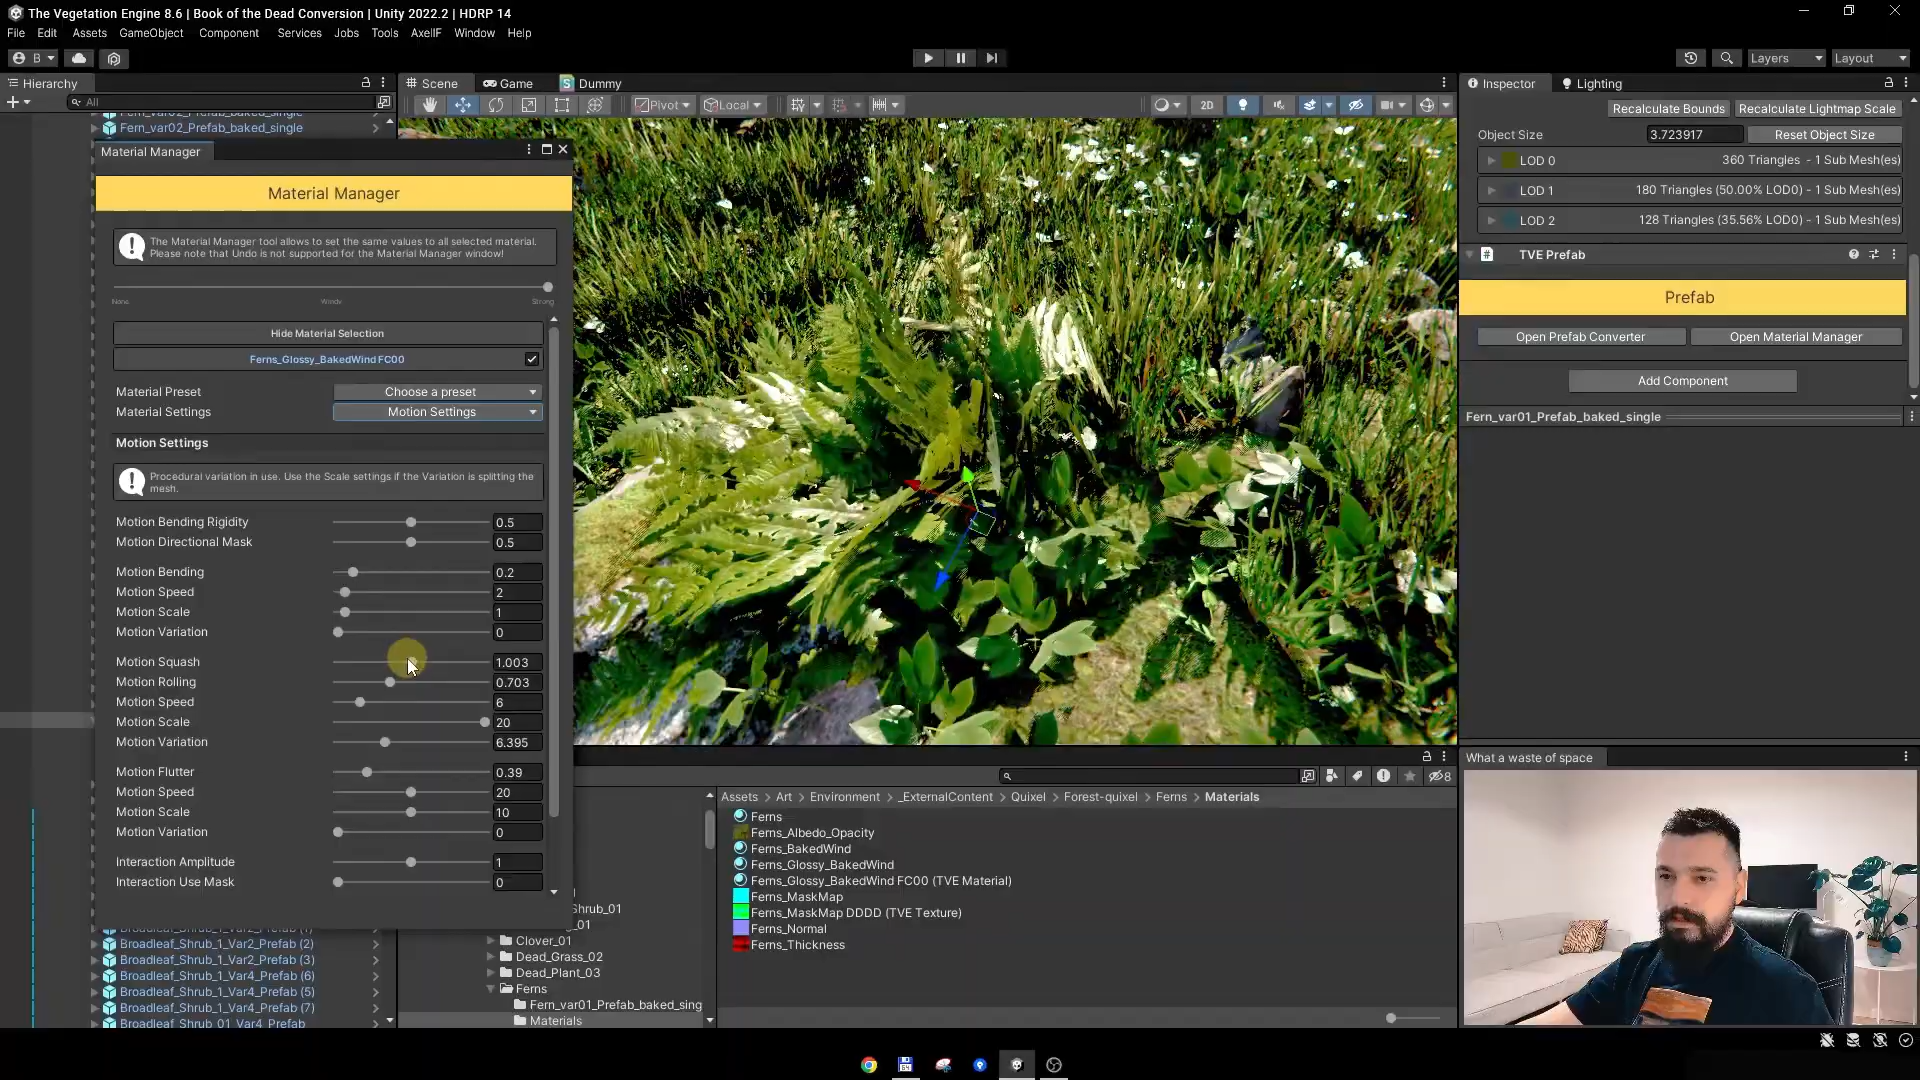 The Vegetation Engine 8.6 | Book of the Dead Conversion | Unity 2022.2 | HDRP 14
File Edit Assets GameObject Component Services Jobs Tools AxelIF Window Help
B
Layers
Layout
Hierarchy
All
Fern_var02_Prefab_baked_single
Fern_var02_Prefab_baked_single
Scene
Game
Dummy
Pivot
Local
2D
Material Manager
Material Manager
The Material Manager tool allows to set the same values to all selected material.
Please note that Undo is not supported for the Material Manager window!
None
Windy
Strong
Hide Material Selection
Ferns_Glossy_BakedWind FC00
Material Preset
Choose a preset
Material Settings
Motion Settings
Motion Settings
Procedural variation in use. Use the Scale settings if the Variation is splitting the
mesh.
Motion Bending Rigidity 0.5
Motion Directional Mask 0.5
Motion Bending 0.2
Motion Speed 2
Motion Scale 1
Motion Variation 0
Motion Squash 1.003
Motion Rolling 0.703
Motion Speed 6
Motion Scale 20
Motion Variation 6.395
Motion Flutter 0.39
Motion Speed 20
Motion Scale 10
Motion Variation 0
Interaction Amplitude 1
Interaction Use Mask 0
Broadleaf_Shrub_1_Var2_Prefab (1)
Broadleaf_Shrub_1_Var2_Prefab (2)
Broadleaf_Shrub_1_Var2_Prefab (3)
Broadleaf_Shrub_1_Var4_Prefab (6)
Broadleaf_Shrub_1_Var4_Prefab (5)
Broadleaf_Shrub_1_Var4_Prefab (7)
Broadleaf_Shrub_01_Var4_Prefab
Shrub_01
_01
Clover_01
Dead_Grass_02
Dead_Plant_03
Ferns
Fern_var01_Prefab_baked_sing
Materials
8
Assets > Art > Environment > _ExternalContent > Quixel > Forest-quixel > Ferns > Materials
Ferns
Ferns_Albedo_Opacity
Ferns_BakedWind
Ferns_Glossy_BakedWind
Ferns_Glossy_BakedWind FC00 (TVE Material)
Ferns_MaskMap
Ferns_MaskMap DDDD (TVE Texture)
Ferns_Normal
Ferns_Thickness
Inspector
Lighting
Recalculate Bounds
Recalculate Lightmap Scale
Object Size
3.723917
Reset Object Size
LOD 0
360 Triangles - 1 Sub Mesh(es)
LOD 1
180 Triangles (50.00% LOD0) - 1 Sub Mesh(es)
LOD 2
128 Triangles (35.56% LOD0) - 1 Sub Mesh(es)
TVE Prefab
Prefab
Open Prefab Converter
Open Material Manager
Add Component
Fern_var01_Prefab_baked_single
What a waste of space